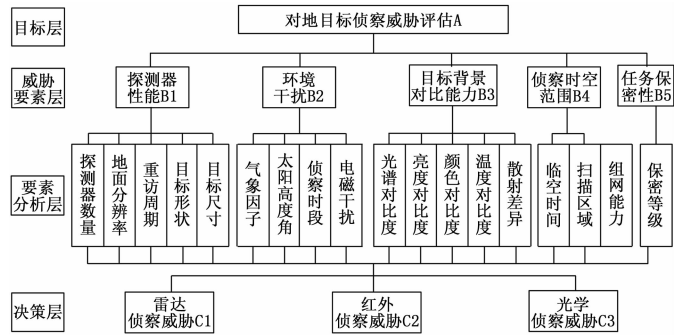 目标层
对地目标侦察威胁评估A
威胁
要素层
探测器
性能B1
环境
干扰B2
目标背景
对比能力B3
侦察时空
范围B4
任务保
密性B5
要素
分析层
探测器数量
地面分辨率
重访周期
目标形状
目标尺寸
气象因子
太阳高度角
侦察时段
电磁干扰
光谱对比度
亮度对比度
颜色对比度
温度对比度
散射差异
临空时间
扫描区域
组网能力
保密等级
决策层
雷达
侦察威胁C1
红外
侦察威胁C2
光学
侦察威胁C3